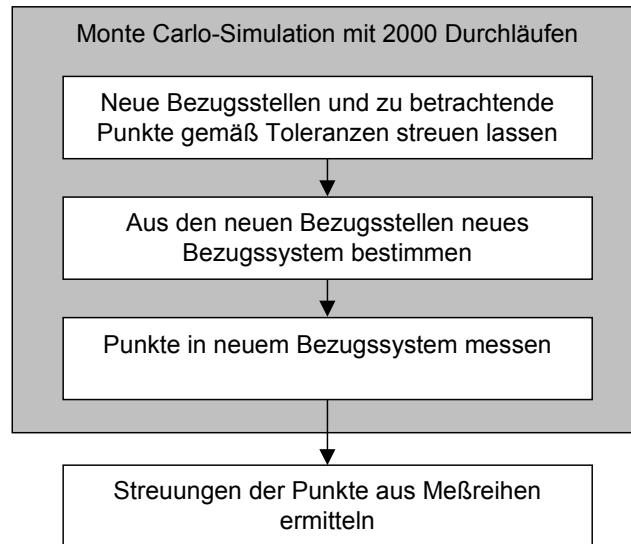 Monte Carlo-Simulation mit 2000 Durchläufen
Neue Bezugsstellen und zu betrachtende
Punkte gemäß Toleranzen streuen lassen
Aus den neuen Bezugsstellen neues
Bezugssystem bestimmen
Punkte in neuem Bezugssystem messen
Streuungen der Punkte aus Meßreihen
ermitteln